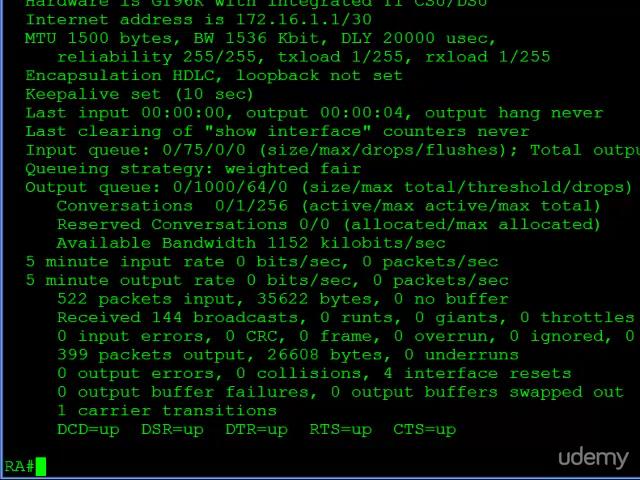 Hardware is GT96K with integrated T1 CSU/DSU
Internet address is 172.16.1.1/30
MTU 1500 bytes, BW 1536 Kbit, DLY 20000 usec,
reliability 255/255, txload 1/255, rxload 1/255
Encapsulation HDLC, loopback not set
Keepalive set (10 sec)
Last input 00:00:00, output 00:00:04, output hang never
Last clearing of "show interface" counters never
Input queue: 0/75/0/0 (size/max/drops/flushes); Total outpu
Queueing strategy: weighted fair
Output queue: 0/1000/64/0 (size/max total/threshold/drops)
Conversations 0/1/256 (active/max active/max total)
Reserved Conversations 0/0 (allocated/max allocated)
Available Bandwidth 1152 kilobits/sec
5 minute input rate 0 bits/sec, 0 packets/sec
5 minute output rate 0 bits/sec, 0 packets/sec
522 packets input, 35622 bytes, 0 no buffer
Received 144 broadcasts, 0 runts, 0 giants, 0 throttles
0 input errors, 0 CRC, 0 frame, 0 overrun, 0 ignored, 0
399 packets output, 26608 bytes, 0 underruns
0 output errors, 0 collisions, 4 interface resets
0 output buffer failures, 0 output buffers swapped out
1 carrier transitions
DCD=up DSR=up DTR=up RTS=up CTS=up
RA#
udemy